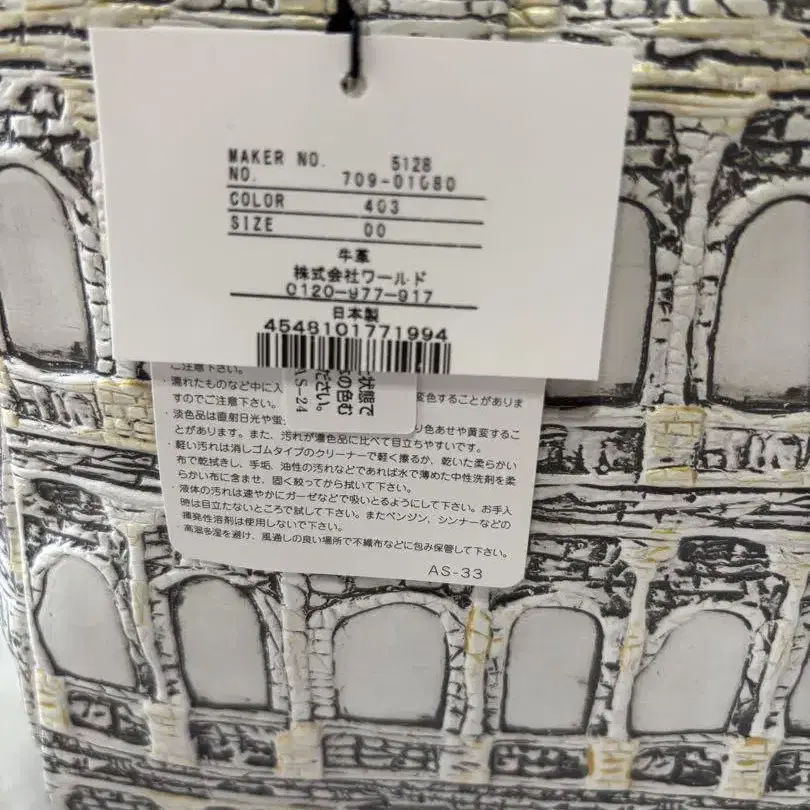 MAKER NO. 5128
NO. 709-01080
COLOR 403
SIZE 00
牛革
株式会社ワールド
0120-977-917
日本製
4548101771994
ご注意下さい。
・濡れたものなど中に入
変色することがありま
すのでご注意下さい。
・淡色品は直射日光や蛍
り色あせや黄変するこ
とがあります。また、汚れが濃色品に比べて目立ちやすいです。
・軽い汚れは消しゴムタイプのクリーナーで軽く擦るか、乾いた柔らかい
布で乾拭きし、手垢、油性の汚れなどであれば水で薄めた中性洗剤を柔
らかい布に含ませ、固く絞ってから拭して下さい。
・液体の汚れは速やかにガーゼなどで吸いとるようにして下さい。お手入
時は目立たないところで試して下さい。またベンジン、シンナーなどの
揮発性溶剤は使用しないで下さい。
・高温多湿を避け、風通しの良い場所で不織布などに包み保管して下さい。
AS-33
状態で
の色む
ださい。
AS-24